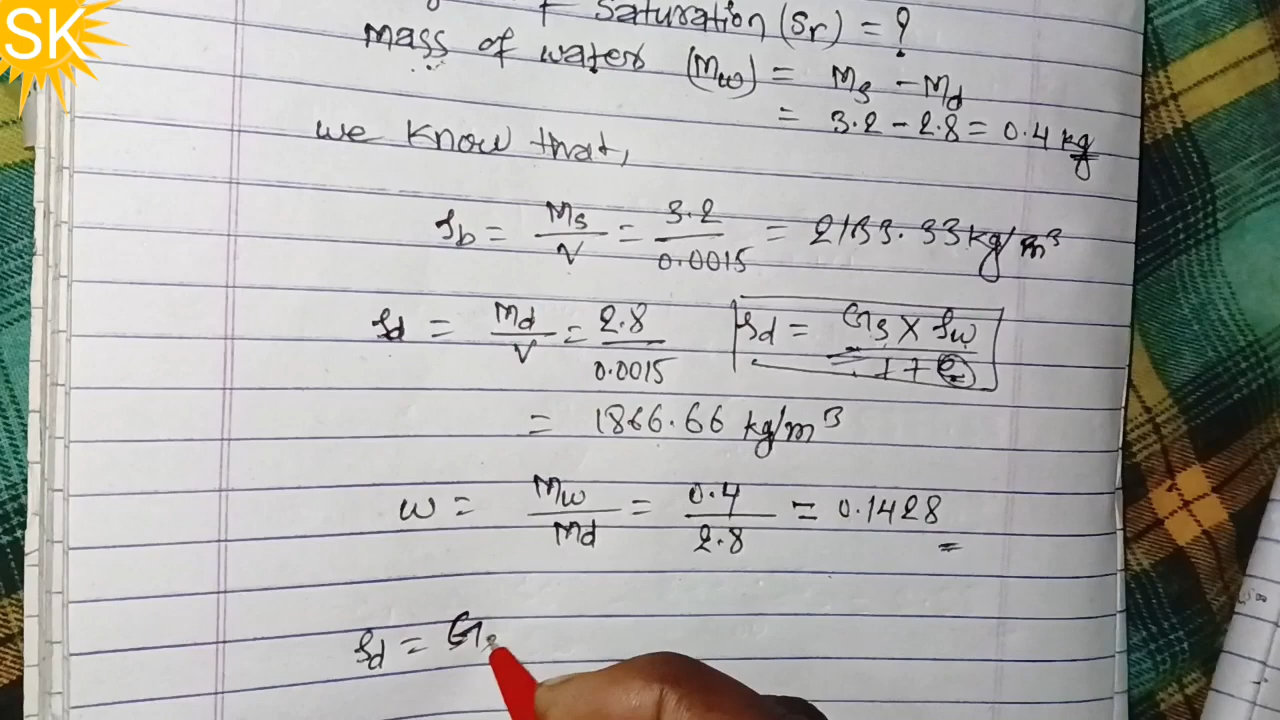 SK
Saturation (Sr) = ?
Mass of water (Mw) = Ms - Md
= 3.2 - 2.8 = 0.4 kg
we know that,
ρb = Ms/V = 3.2/0.0015 = 2133.33 kg/m³
ρd = Md/V = 2.8/0.0015
ρd = Gs × ρw / 1 + e
= 1866.66 kg/m³
w = Mw/Md = 0.4/2.8 = 0.1428
ρd = Gs